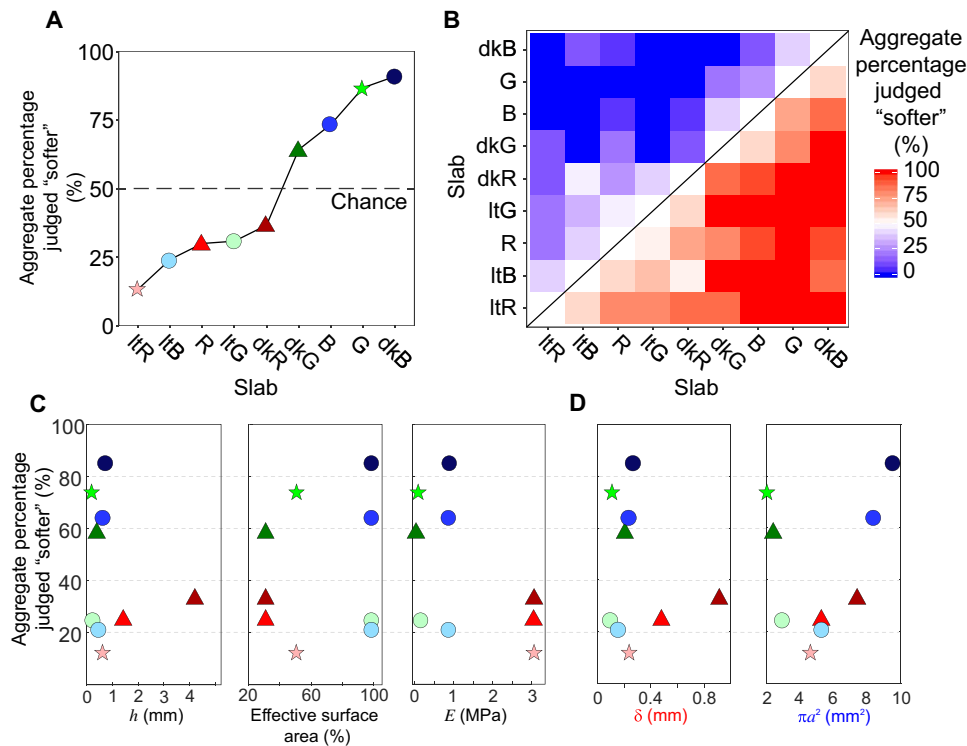 A
Aggregate percentage
judged “softer”
(%)
100
75
50
25
0
Chance
ltR
ltB
R
ltG
dkR
dkG
B
G
dkB
Slab
B
Slab
dkB
G
B
dkG
dkR
ltG
R
ltB
ltR
ltR
ltB
R
ltG
dkR
dkG
B
G
dkB
Slab
Aggregate
percentage
judged
“softer”
(%)
100
75
50
25
0
C
Aggregate percentage
judged “softer” (%)
100
80
60
40
20
0 1 2 3 4 5
h (mm)
20 60 100
Effective surface
area (%)
0 1 2 3
E (MPa)
D
0 0.4 0.8
δ (mm)
2 4 6 8 10
πa² (mm²)